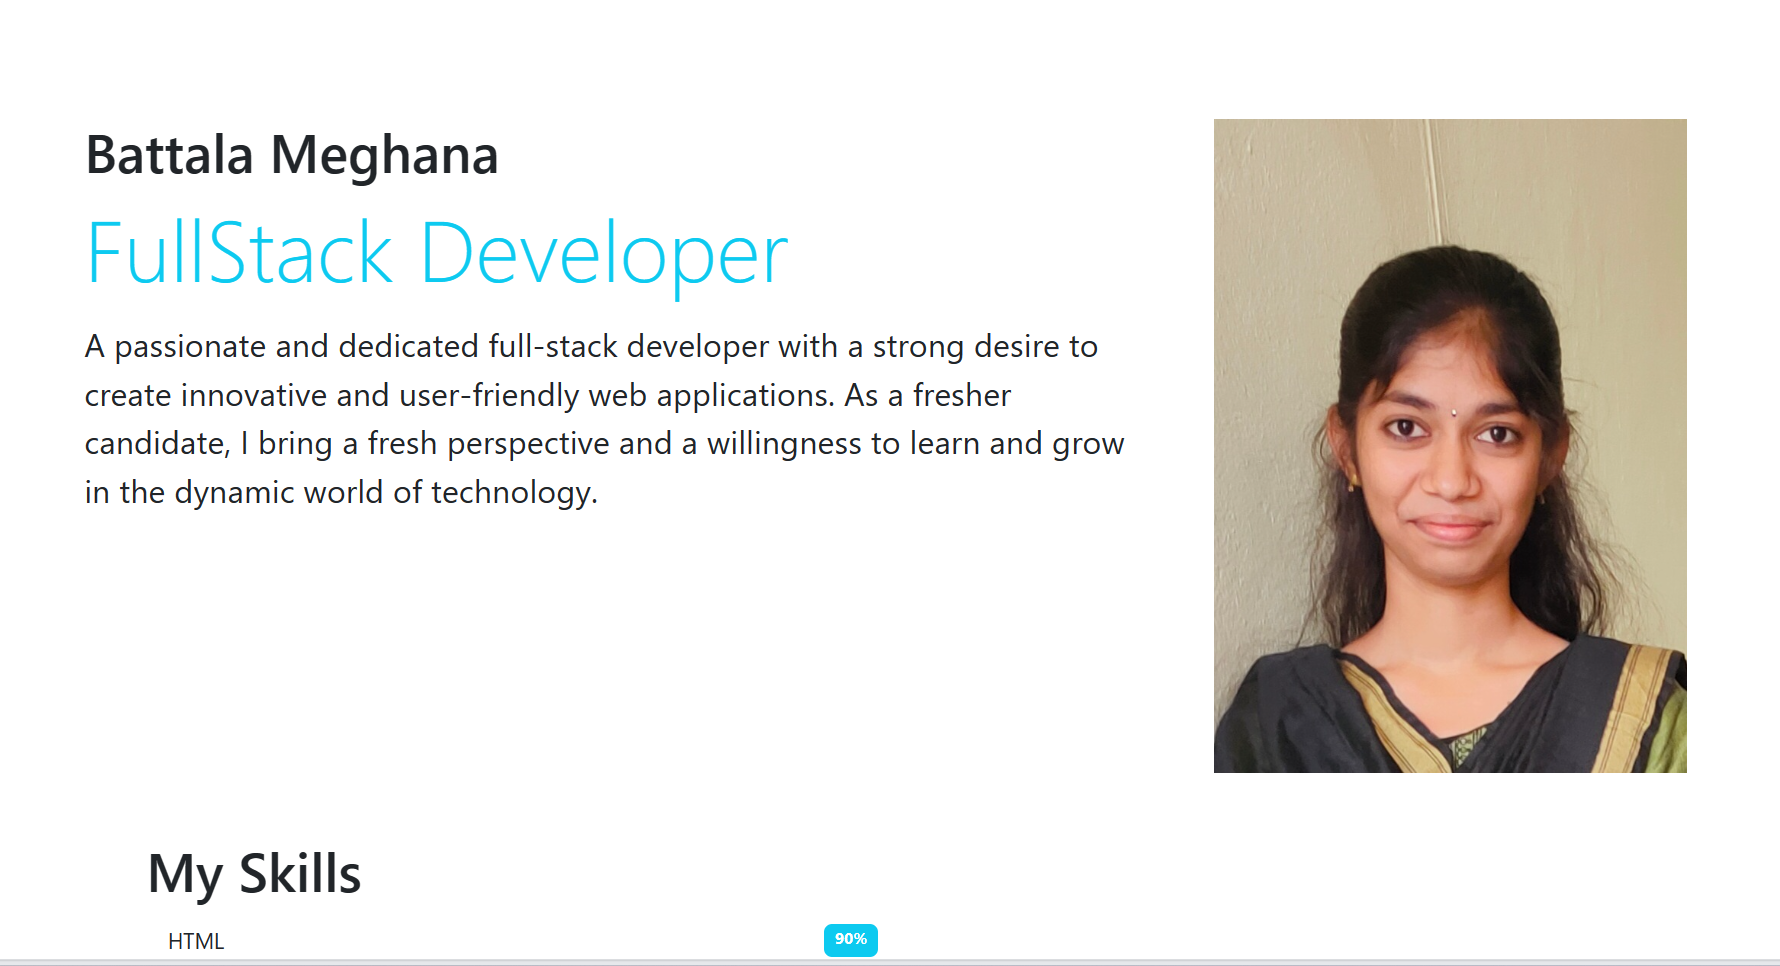 Battala Meghana
FullStack Developer
A passionate and dedicated full-stack developer with a strong desire to
create innovative and user-friendly web applications. As a fresher
candidate, I bring a fresh perspective and a willingness to learn and grow
in the dynamic world of technology.
My Skills
HTML 90%